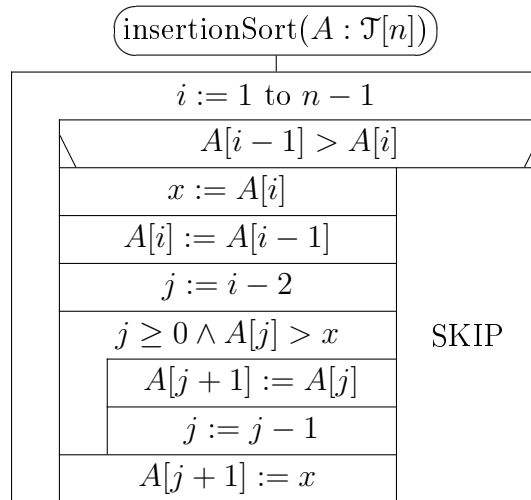 insertionSort(A : 𝒯[n])
i := 1 to n − 1
A[i − 1] > A[i]
x := A[i]
A[i] := A[i − 1]
j := i − 2
j ≥ 0 ∧ A[j] > x
SKIP
A[j + 1] := A[j]
j := j − 1
A[j + 1] := x